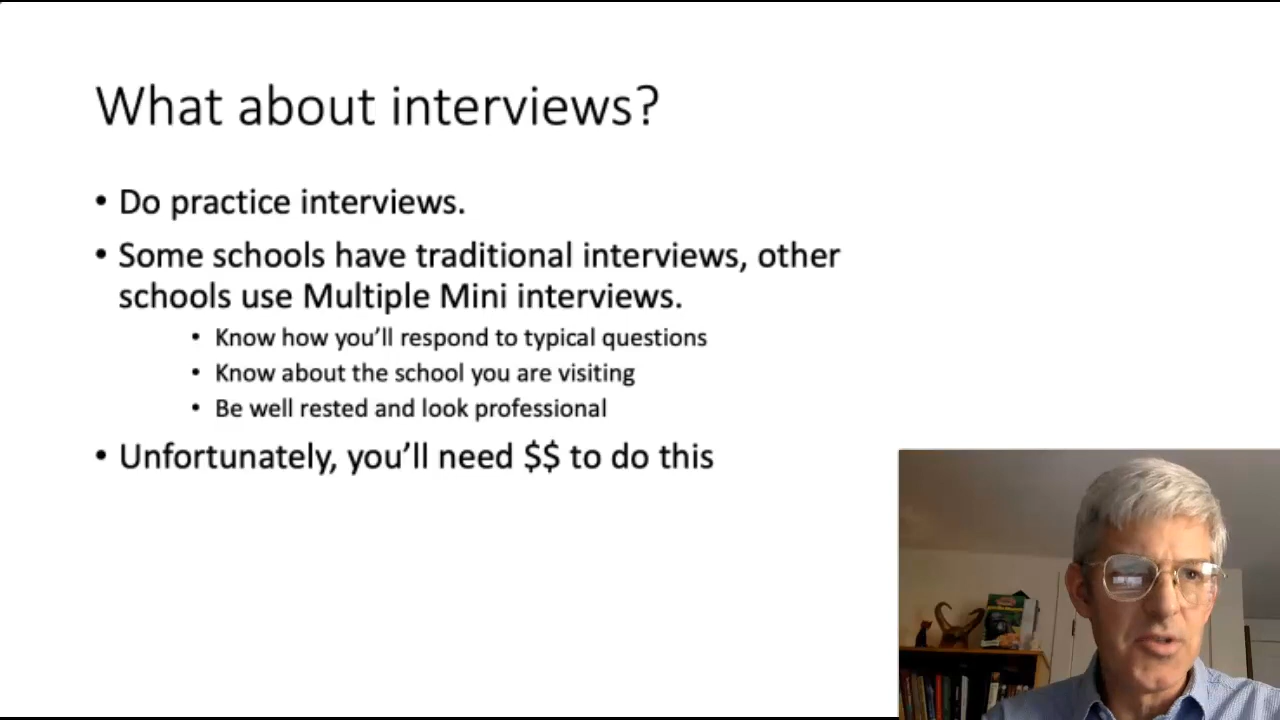 What about interviews?
• Do practice interviews.
• Some schools have traditional interviews, other
schools use Multiple Mini interviews.
• Know how you'll respond to typical questions
• Know about the school you are visiting
• Be well rested and look professional
• Unfortunately, you'll need $$ to do this